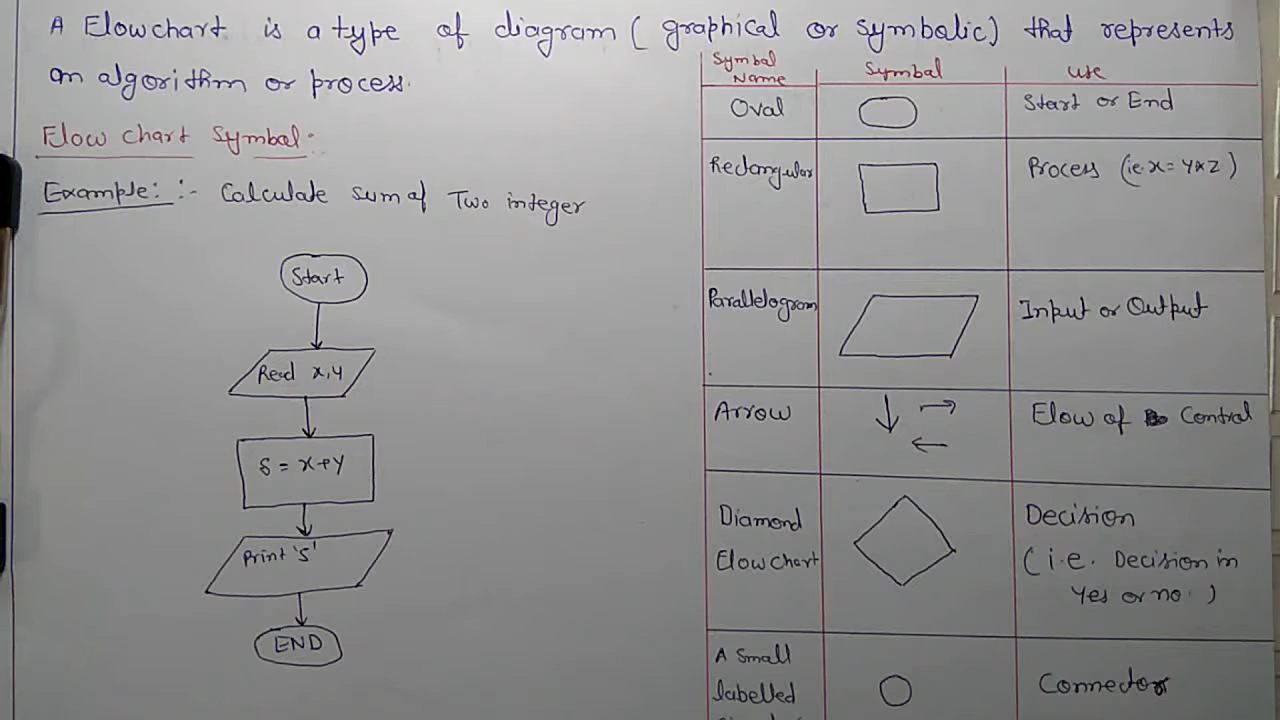 A Flowchart is a type of diagram ( graphical or symbolic) that represents
an algorithm or process.
Flow chart Symbol:-
Example: :- Calculate sum of Two integer
Start
Read x,y
S = x+y
Print 'S'
END
Symbol Name
Symbol
Use
Oval
Start or End
Rectangular
Process (i.e. x = y*z)
Parallelogram
Input or Output
Arrow
Flow of Control
Diamond
Flowchart
Decision
(i.e. Decision in
Yes or no.)
A Small
labelled
Connector